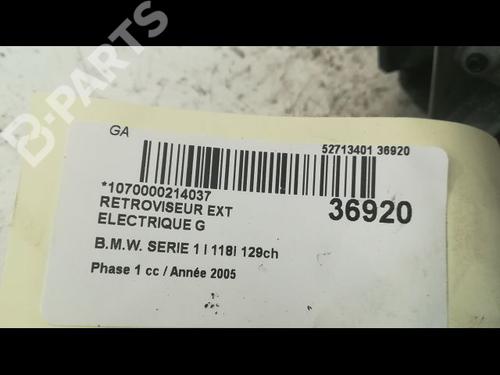 B-PARTS
GA
52713401 36920
*1070000214037
RETROVISEUR EXT
36920
ELECTRIQUE G
B.M.W. SERIE 1 I 118I 129ch
Phase 1 cc / Année 2005